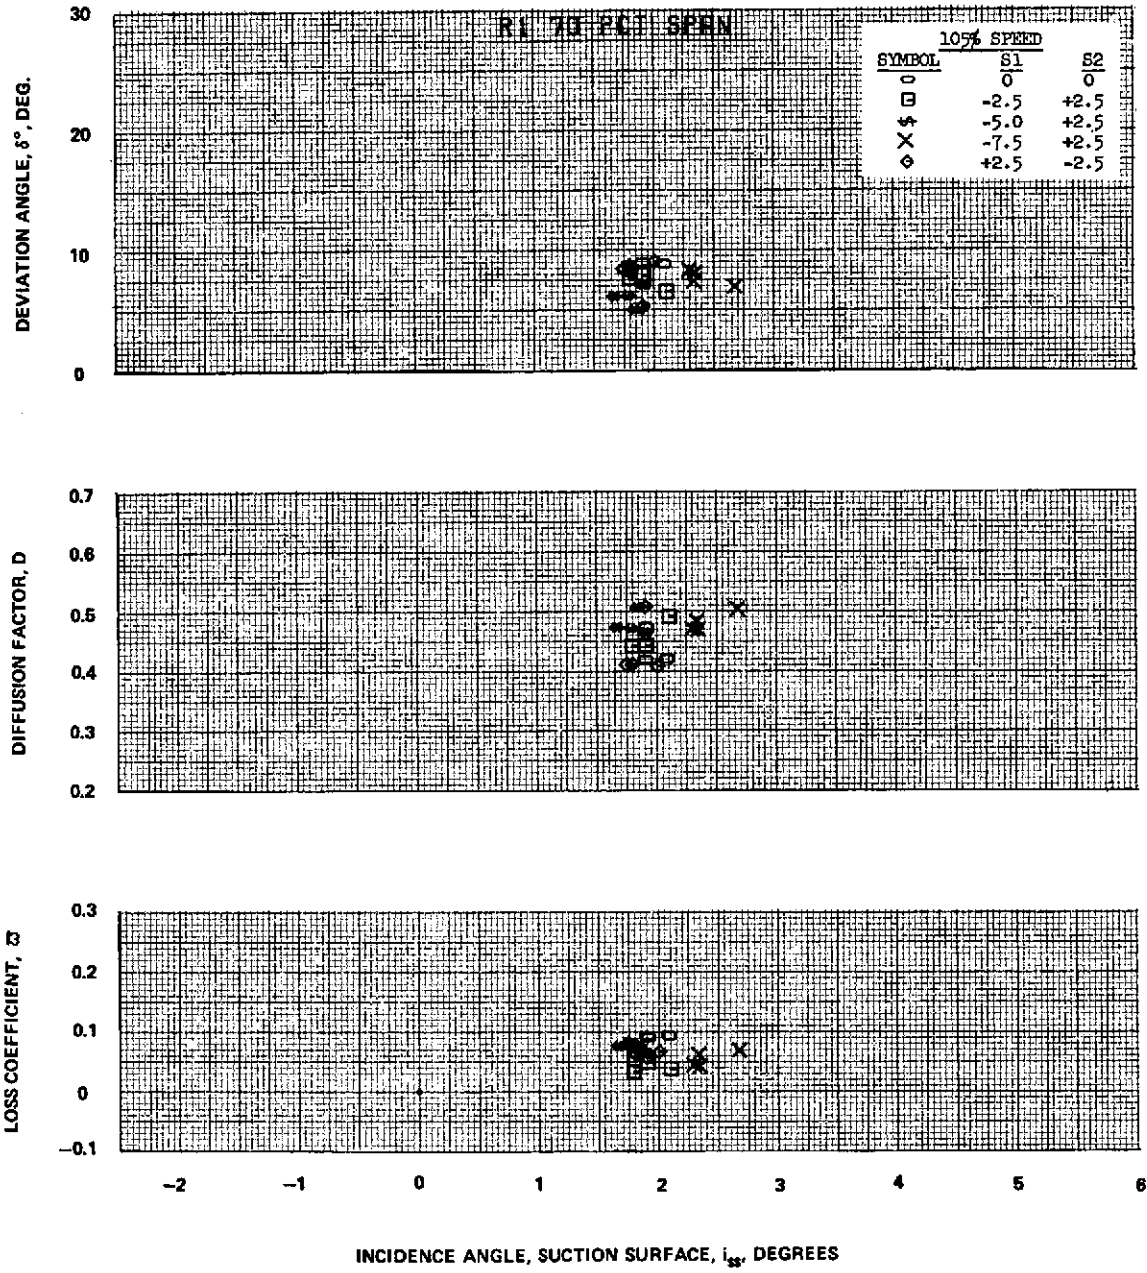 R1 70 PCT SPAN
105% SPEED
SYMBOL S1 S2
0 0
-2.5 +2.5
-5.0 +2.5
-7.5 +2.5
+2.5 -2.5
DEVIATION ANGLE, δ°, DEG.
30
20
10
0
DIFFUSION FACTOR, D
0.7
0.6
0.5
0.4
0.3
0.2
LOSS COEFFICIENT, ϖ
0.3
0.2
0.1
0
−0.1
−2 −1 0 1 2 3 4 5 6
INCIDENCE ANGLE, SUCTION SURFACE, iss, DEGREES